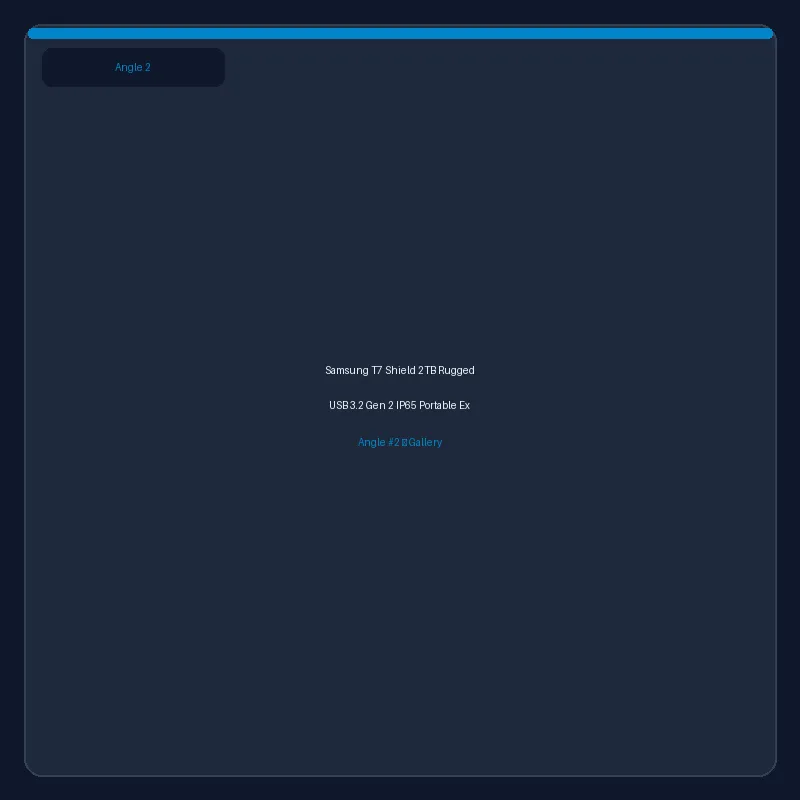 Angle 2
Samsung T7 Shield 2TB Rugged
USB 3.2 Gen 2 IP65 Portable Ex
Angle #2 Gallery